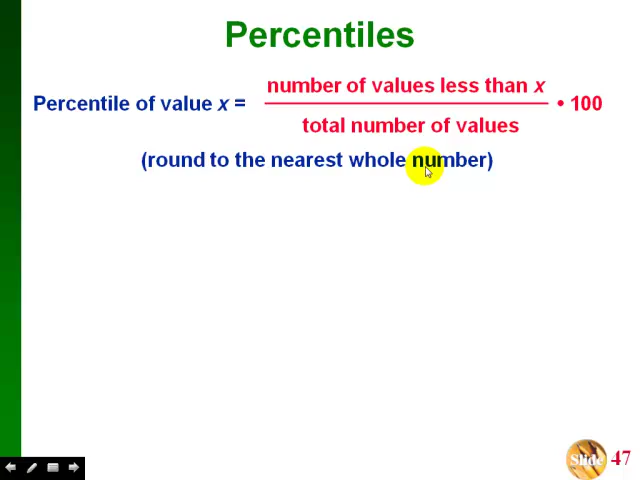 Percentiles
number of values less than x
Percentile of value x = • 100
total number of values
(round to the nearest whole number)
Slide 47